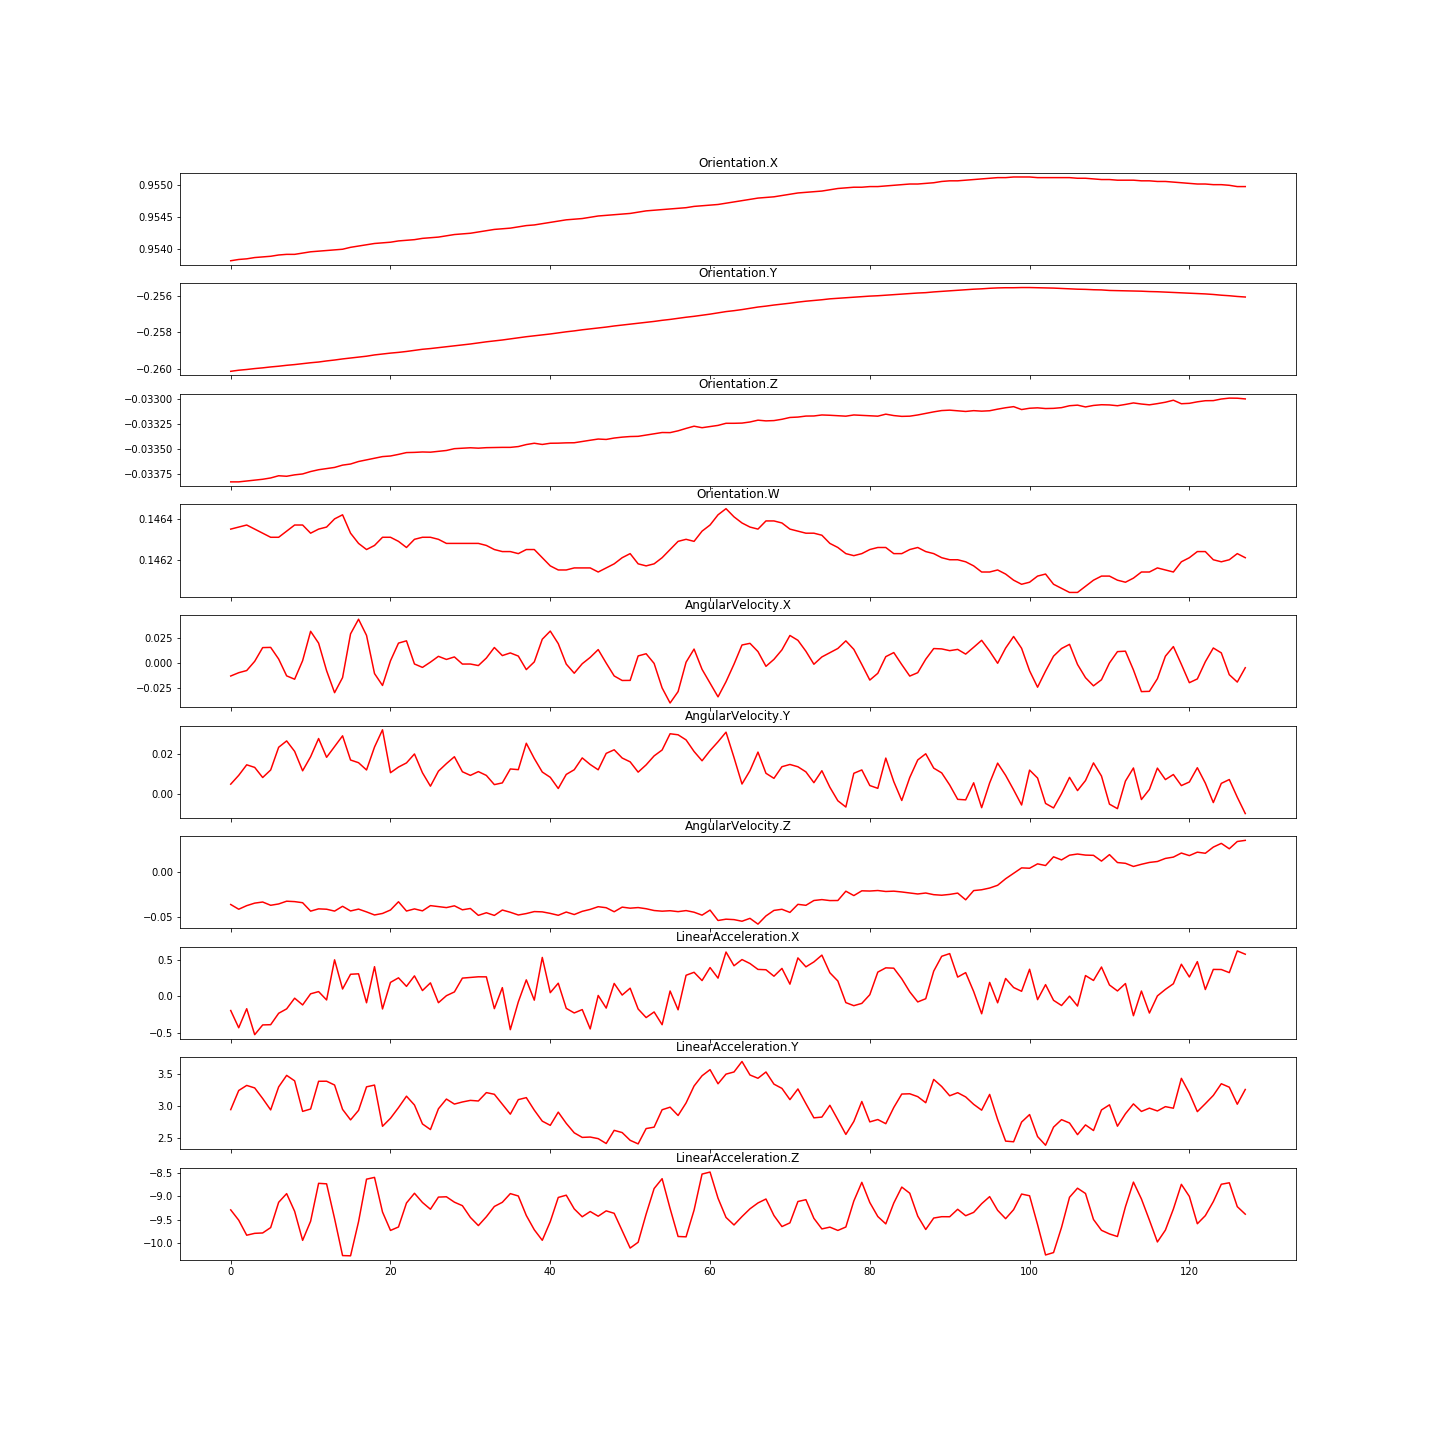 Orientation.X
0.9550
0.9545
0.9540
Orientation.Y
−0.256
−0.258
−0.260
Orientation.Z
−0.03300
−0.03325
−0.03350
−0.03375
Orientation.W
0.1464
0.1462
AngularVelocity.X
0.025
0.000
−0.025
AngularVelocity.Y
0.02
0.00
AngularVelocity.Z
0.00
−0.05
LinearAcceleration.X
0.5
0.0
−0.5
LinearAcceleration.Y
3.5
3.0
2.5
LinearAcceleration.Z
−8.5
−9.0
−9.5
−10.0
0 20 40 60 80 100 120